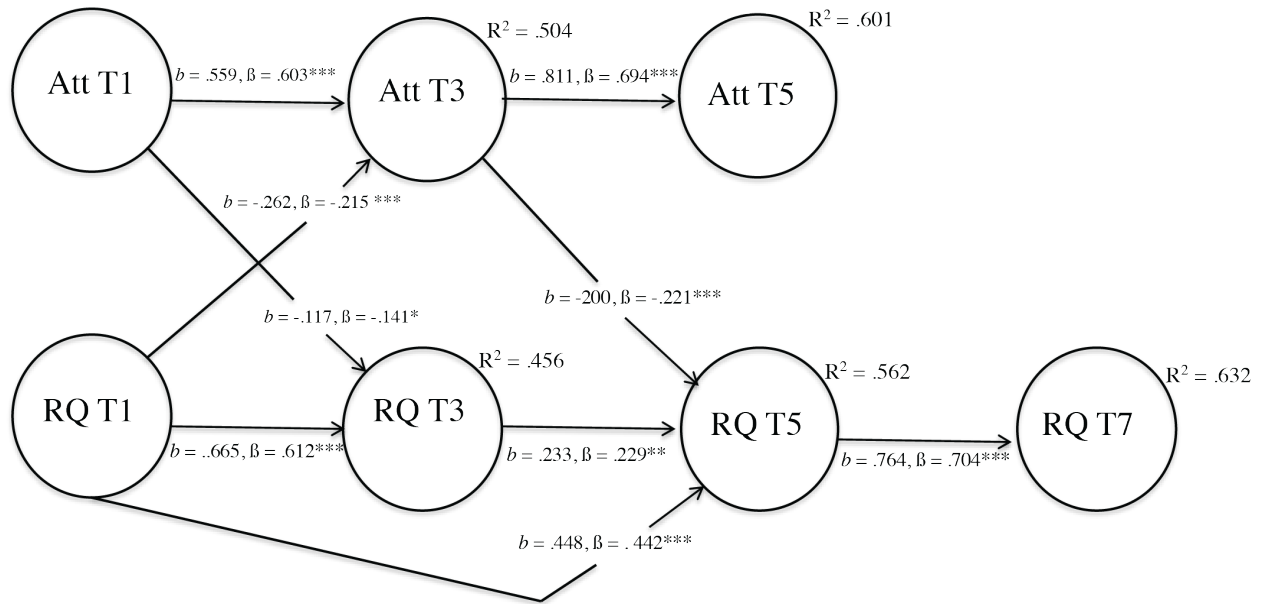 R² = .504
R² = .601
Att T1
b = .559, ß = .603***
Att T3
b = .811, ß = .694***
Att T5
b = -.262, ß = -.215 ***
b = -200, ß = -.221***
b = -.117, ß = -.141*
R² = .456
R² = .562
R² = .632
RQ T1
RQ T3
RQ T5
RQ T7
b = ..665, ß = .612***
b = .233, ß = .229**
b = .764, ß = .704***
b = .448, ß = . 442***